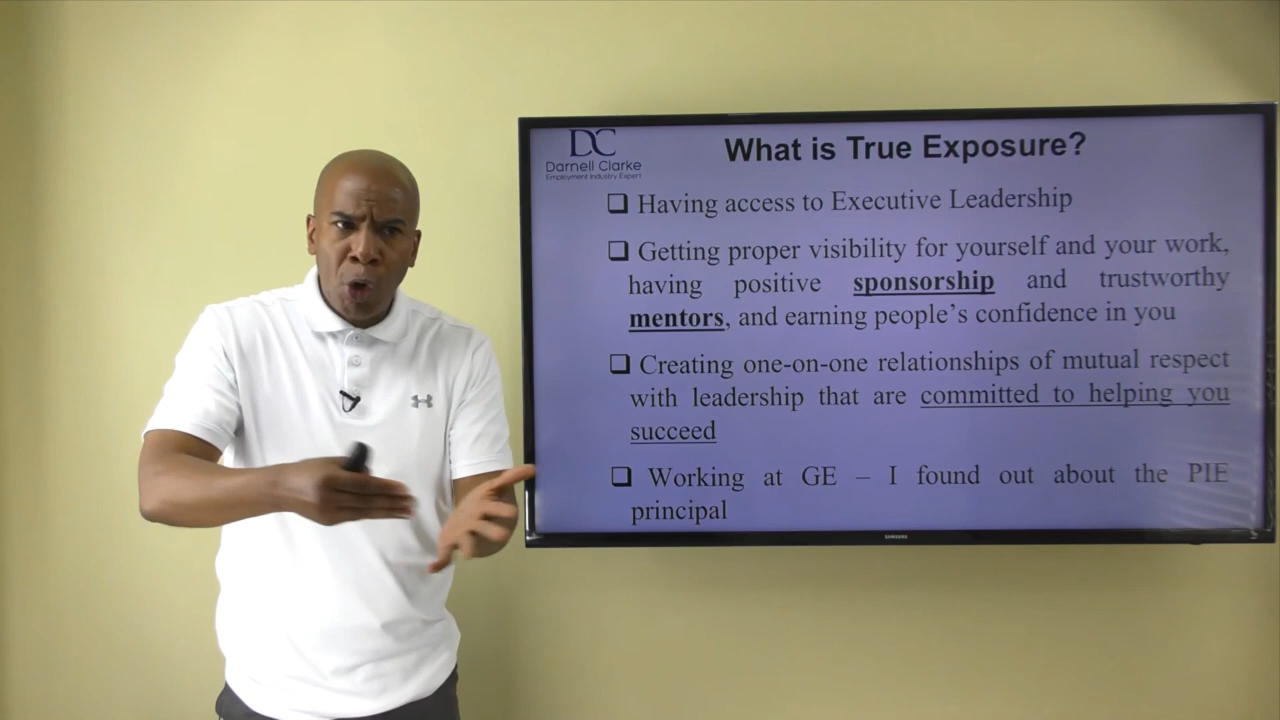 DC
Darnell Clarke
Employment Industry Expert
What is True Exposure?
❑ Having access to Executive Leadership
❑ Getting proper visibility for yourself and your work,
having positive sponsorship and trustworthy
mentors, and earning people's confidence in you
❑ Creating one-on-one relationships of mutual respect
with leadership that are committed to helping you
succeed
❑ Working at GE – I found out about the PIE
principal
SAMSUNG